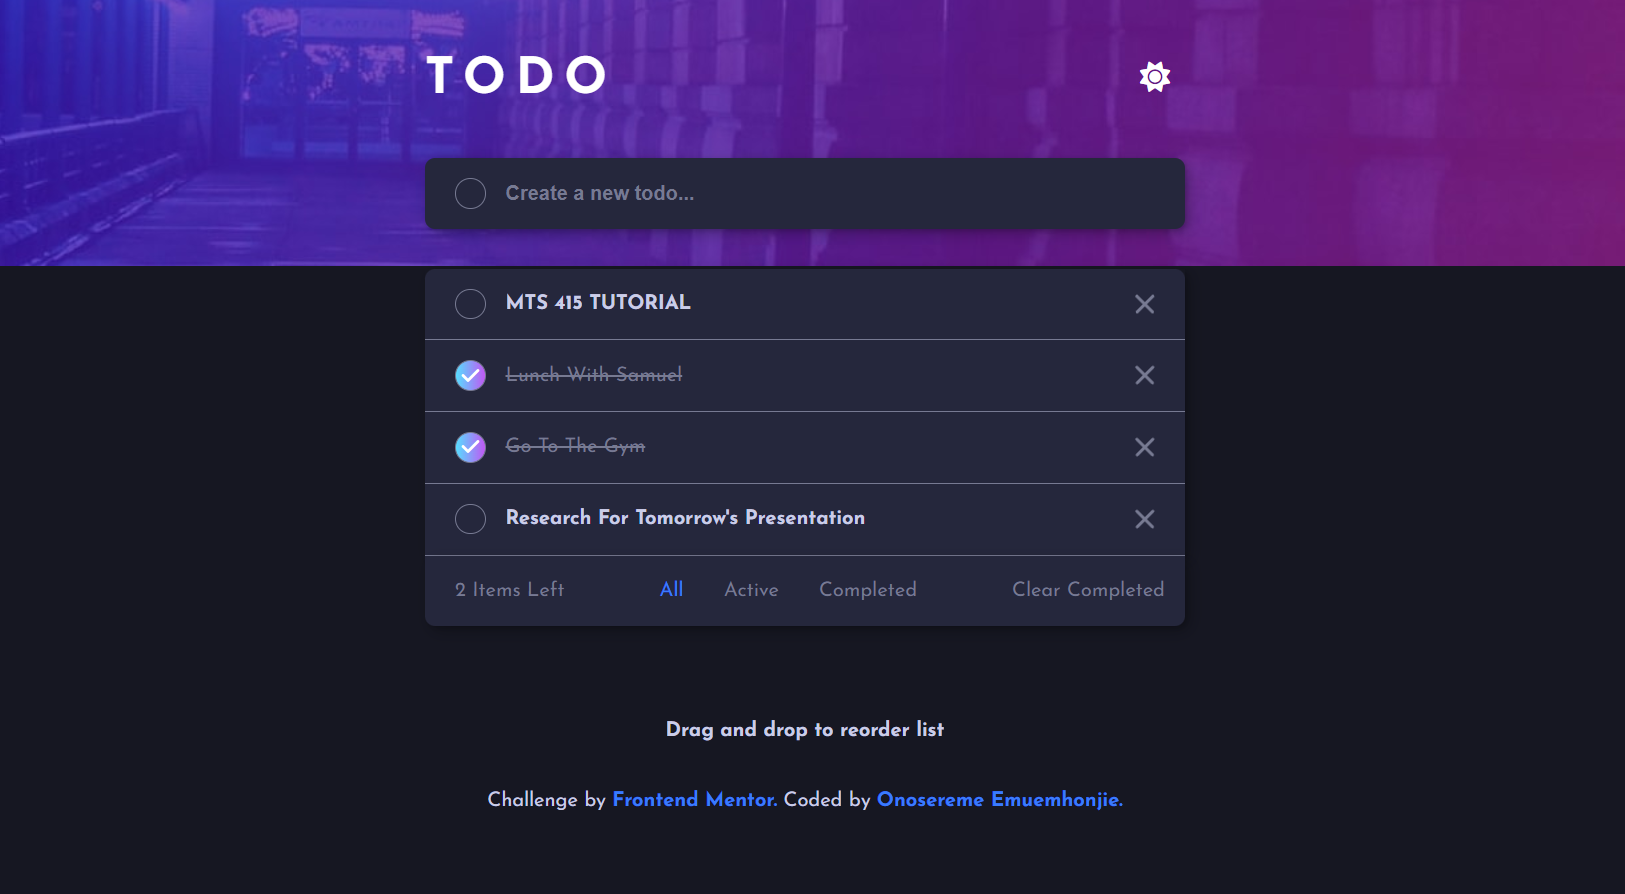 TODO
Create a new todo...
MTS 415 TUTORIAL
Lunch With Samuel
Go To The Gym
Research For Tomorrow's Presentation
2 Items Left All Active Completed Clear Completed
Drag and drop to reorder list
Challenge by Frontend Mentor. Coded by Onosereme Emuemhonjie.